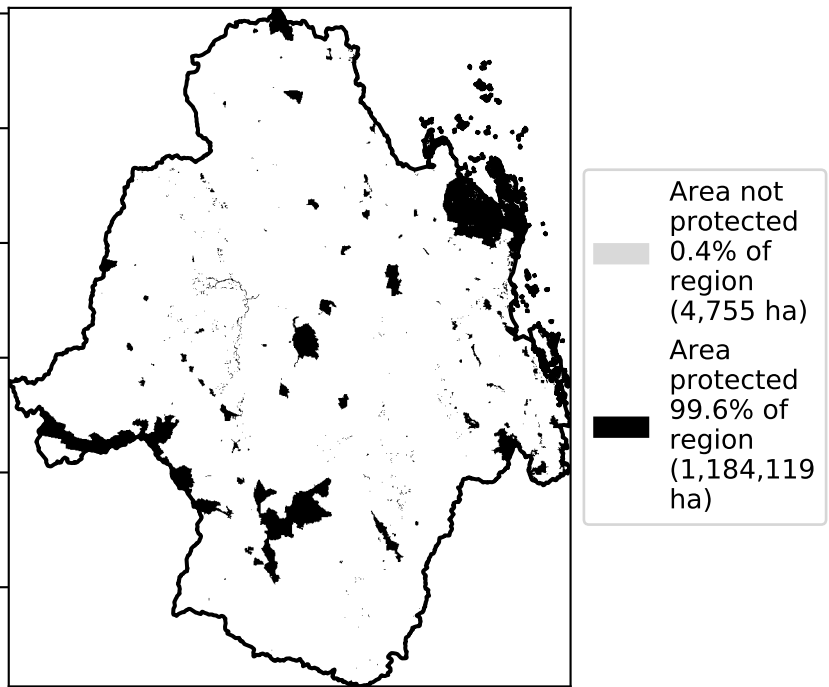 Area not
protected
0.4% of
region
(4,755 ha)
Area
protected
99.6% of
region
(1,184,119
ha)